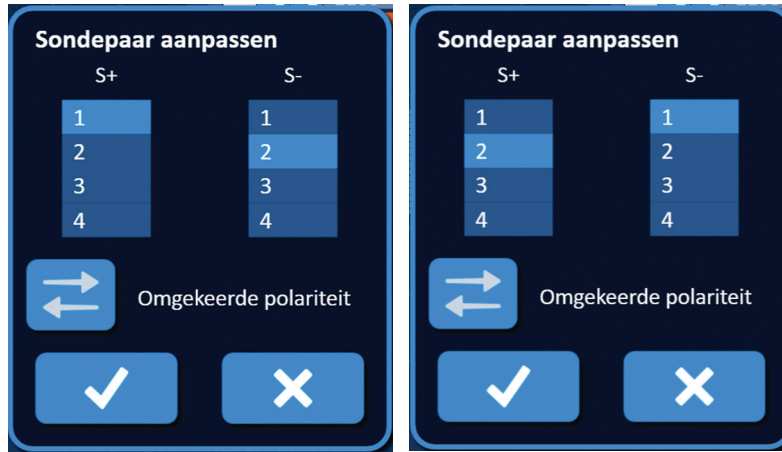 Sondepaar aanpassen
S+ S-
1 1
2 2
3 3
4 4
Omgekeerde polariteit
Sondepaar aanpassen
S+ S-
1 1
2 2
3 3
4 4
Omgekeerde polariteit